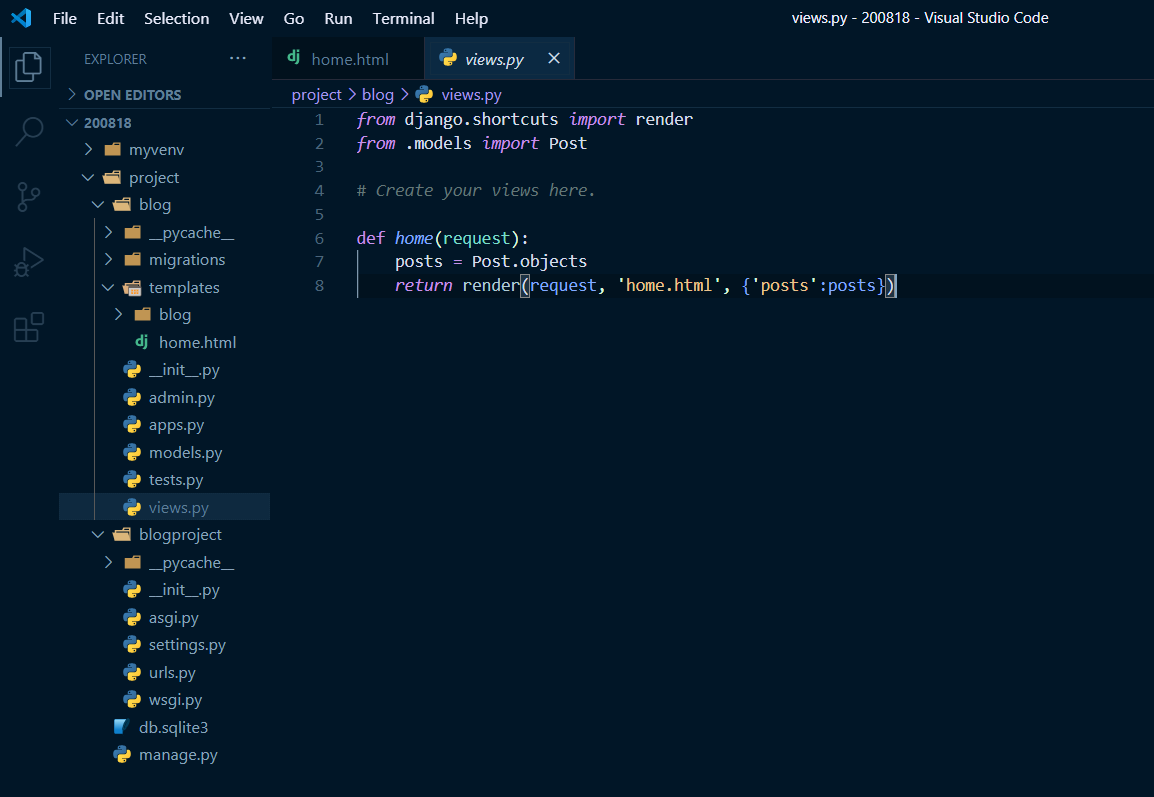 File Edit Selection View Go Run Terminal Help views.py - 200818 - Visual Studio Code
EXPLORER ···
OPEN EDITORS
200818
myvenv
project
blog
__pycache__
migrations
templates
blog
dj home.html
__init__.py
admin.py
apps.py
models.py
tests.py
views.py
blogproject
__pycache__
__init__.py
asgi.py
settings.py
urls.py
wsgi.py
db.sqlite3
manage.py
dj home.html views.py
project > blog > views.py
1 from django.shortcuts import render
2 from .models import Post
3
4 # Create your views here.
5
6 def home(request):
7 posts = Post.objects
8 return render(request, 'home.html', {'posts':posts})